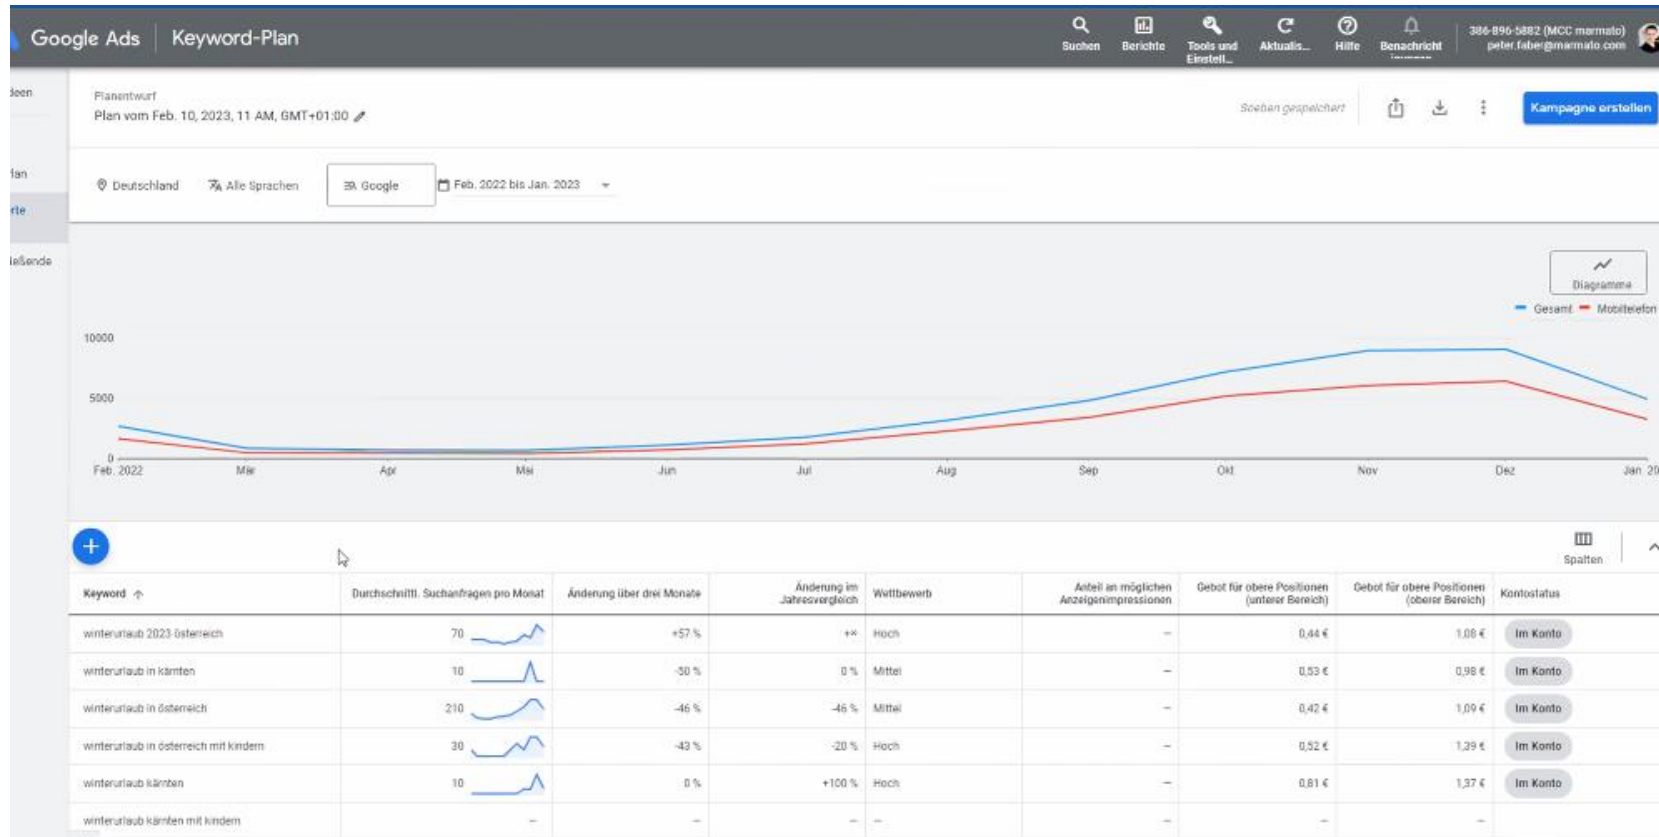 Google Ads | Keyword-Plan
Suchen
Berichte
Tools und
Einstell...
Aktualis...
Hilfe
Benachricht
386-896-5882 (MCC marmato)
peter.faber@marmato.com
deen
lan
rte
ießende
Planentwurf
Plan vom Feb. 10, 2023, 11 AM, GMT+01:00
Soeben gespeichert
Kampagne erstellen
Deutschland
Alle Sprachen
Google
Feb. 2022 bis Jan. 2023
Diagramme
Gesamt
Mobiltelefon
10000
5000
0
Feb. 2022 Mär Apr Mai Jun Jul Aug Sep Okt Nov Dez Jan. 20
Spalten
Keyword Durchschnittl. Suchanfragen pro Monat Änderung über drei Monate Änderung im Jahresvergleich Wettbewerb Anteil an möglichen Anzeigenimpressionen Gebot für obere Positionen (unterer Bereich) Gebot für obere Positionen (oberer Bereich) Kontostatus
winterurlaub 2023 österreich 70 +57 % +∞ Hoch – 0,44 € 1,08 € Im Konto
winterurlaub in kärnten 10 -50 % 0 % Mittel – 0,53 € 0,98 € Im Konto
winterurlaub in österreich 210 -46 % -46 % Mittel – 0,42 € 1,09 € Im Konto
winterurlaub in österreich mit kindern 30 -43 % -20 % Hoch – 0,52 € 1,39 € Im Konto
winterurlaub kärnten 10 0 % +100 % Hoch – 0,81 € 1,37 € Im Konto
winterurlaub kärnten mit kindern – – – – – – –